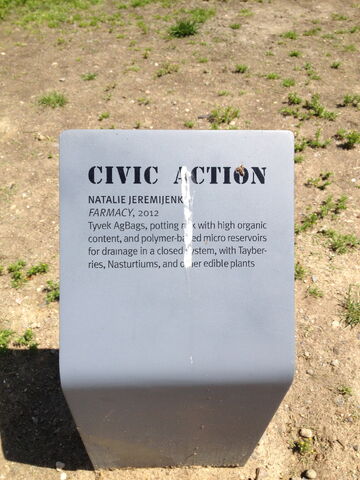 CIVIC ACTION
NATALIE JEREMIJENKO
FARMACY, 2012
Tyvek AgBags, potting mix with high organic
content, and polymer-based micro reservoirs
for drainage in a closed system, with Tayber-
ries, Nasturtiums, and other edible plants